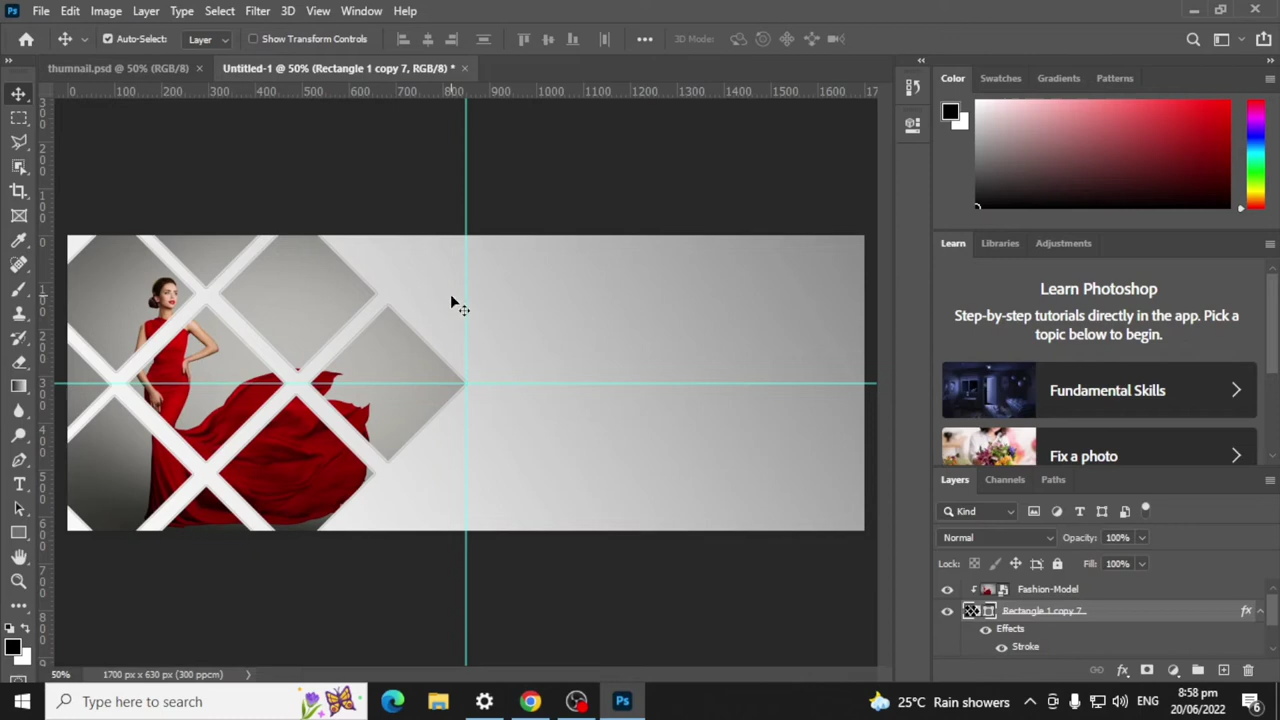 Ps File Edit Image Layer Type Select Filter 3D View Window Help
Auto-Select: Layer Show Transform Controls 3D Mode:
thumnail.psd @ 50% (RGB/8) × Untitled-1 @ 50% (Rectangle 1 copy 7, RGB/8) * ×
0 100 200 300 400 500 600 700 800 900 1000 1100 1200 1300 1400 1500 1600 17
Color Swatches Gradients Patterns
Learn Libraries Adjustments
Learn Photoshop
Step-by-step tutorials directly in the app. Pick a topic below to begin.
Fundamental Skills
Fix a photo
Layers Channels Paths
Kind
Normal Opacity: 100%
Lock: Fill: 100%
Fashion-Model
Rectangle 1 copy 7 fx
Effects
Stroke
50% 1700 px x 630 px (300 ppcm)
Type here to search
Ps
25°C Rain showers
ENG
8:58 pm
20/06/2022
6